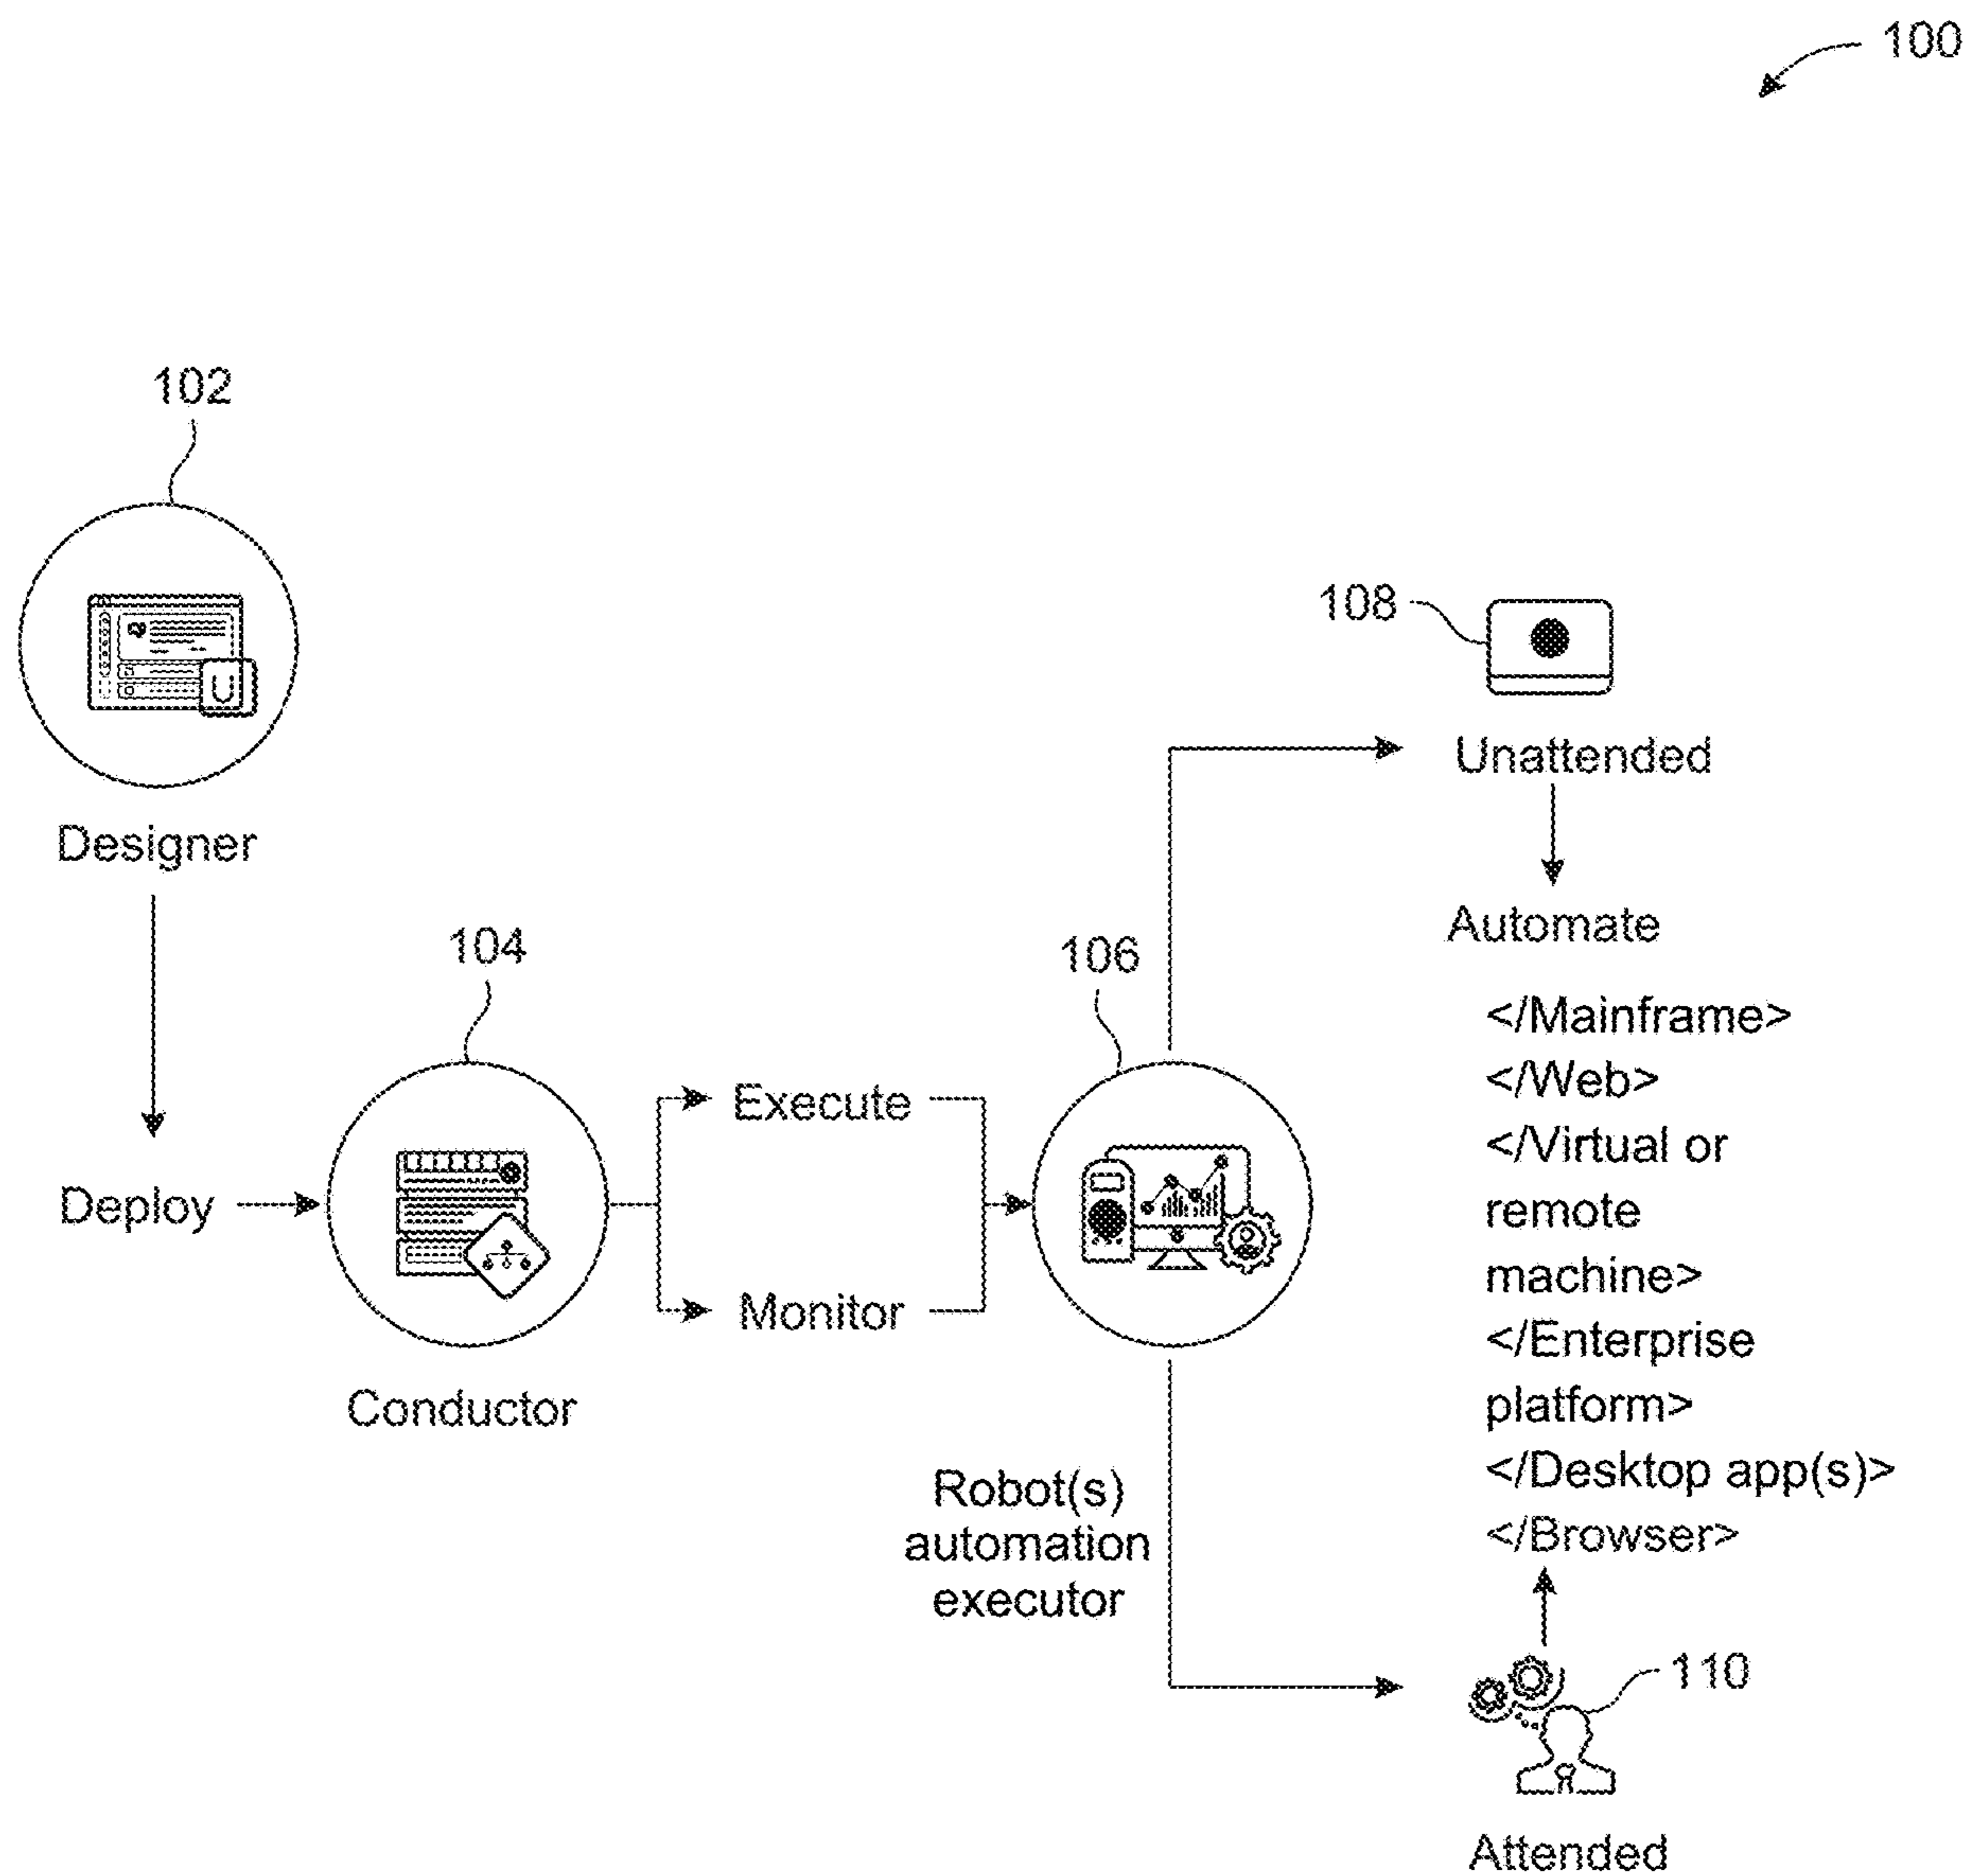 100
102
108
Unattended
Designer
Automate
104
106
</Mainframe>
</Web>
</Virtual or
remote
machine>
</Enterprise
platform>
</Desktop app(s)>
</Browser>
Execute
Deploy
Monitor
Conductor
Robot(s)
automation
executor
110
Attended